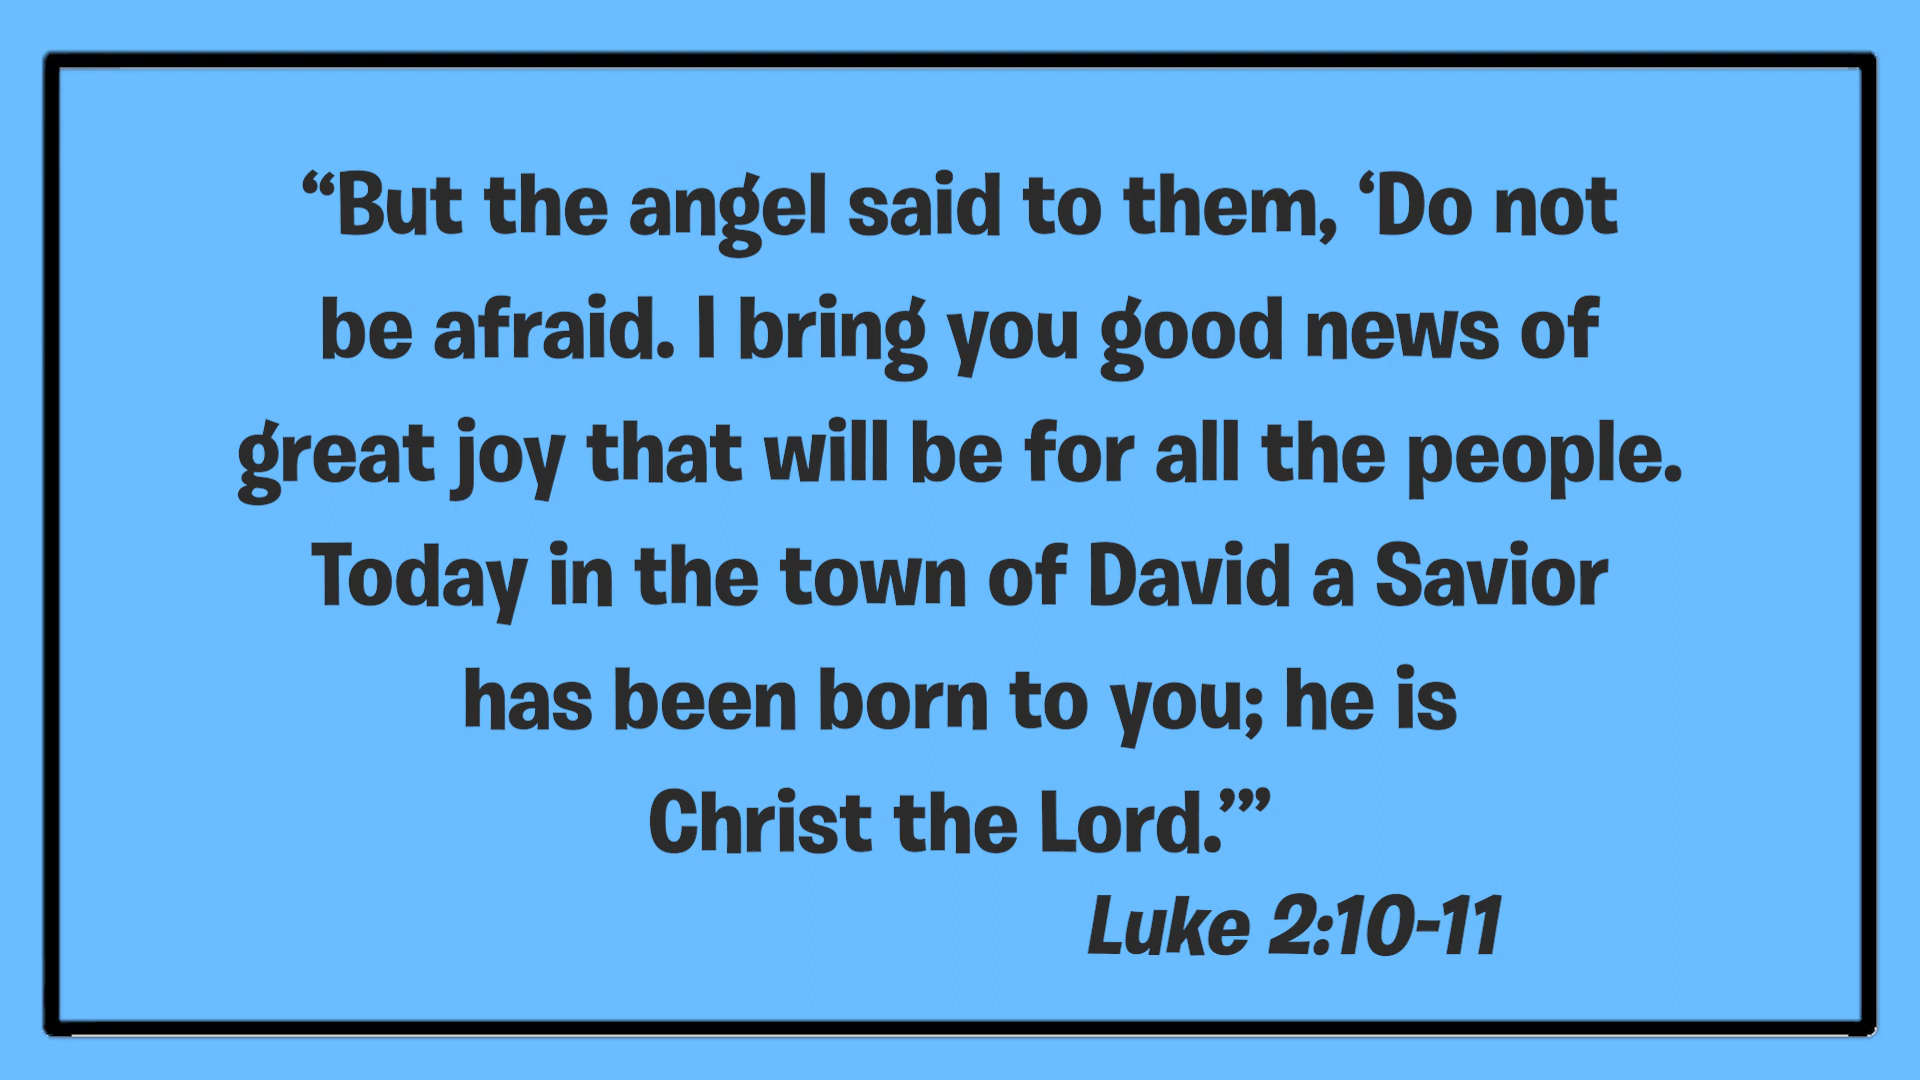 “But the angel said to them, ‘Do not
be afraid. I bring you good news of
great joy that will be for all the people.
Today in the town of David a Savior
has been born to you; he is
Christ the Lord.’”
Luke 2:10-11